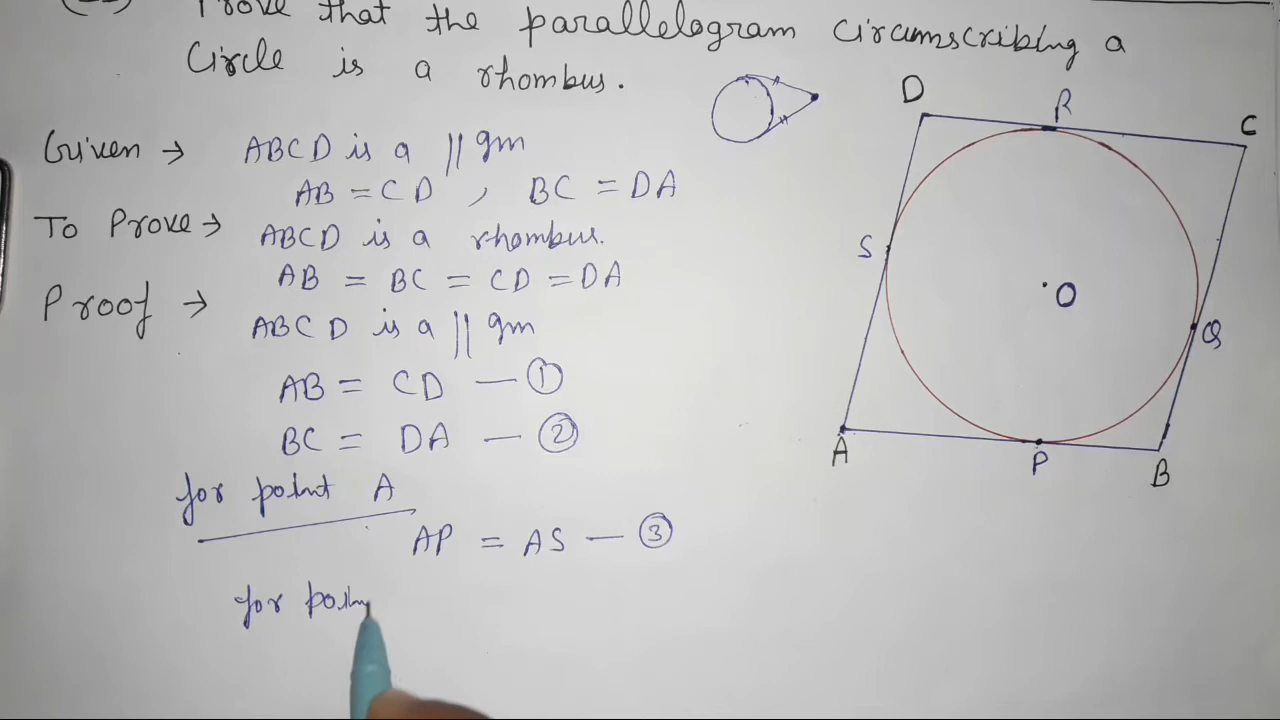 Prove that the parallelogram circumscribing a
Circle is a rhombus.
Given → ABCD is a || gm
AB = CD , BC = DA
To Prove → ABCD is a rhombus.
AB = BC = CD = DA
Proof →
ABCD is a || gm
AB = CD — ①
BC = DA — ②
for point A
AP = AS — ③
for poin
D
R
C
S
O
Q
A
P
B